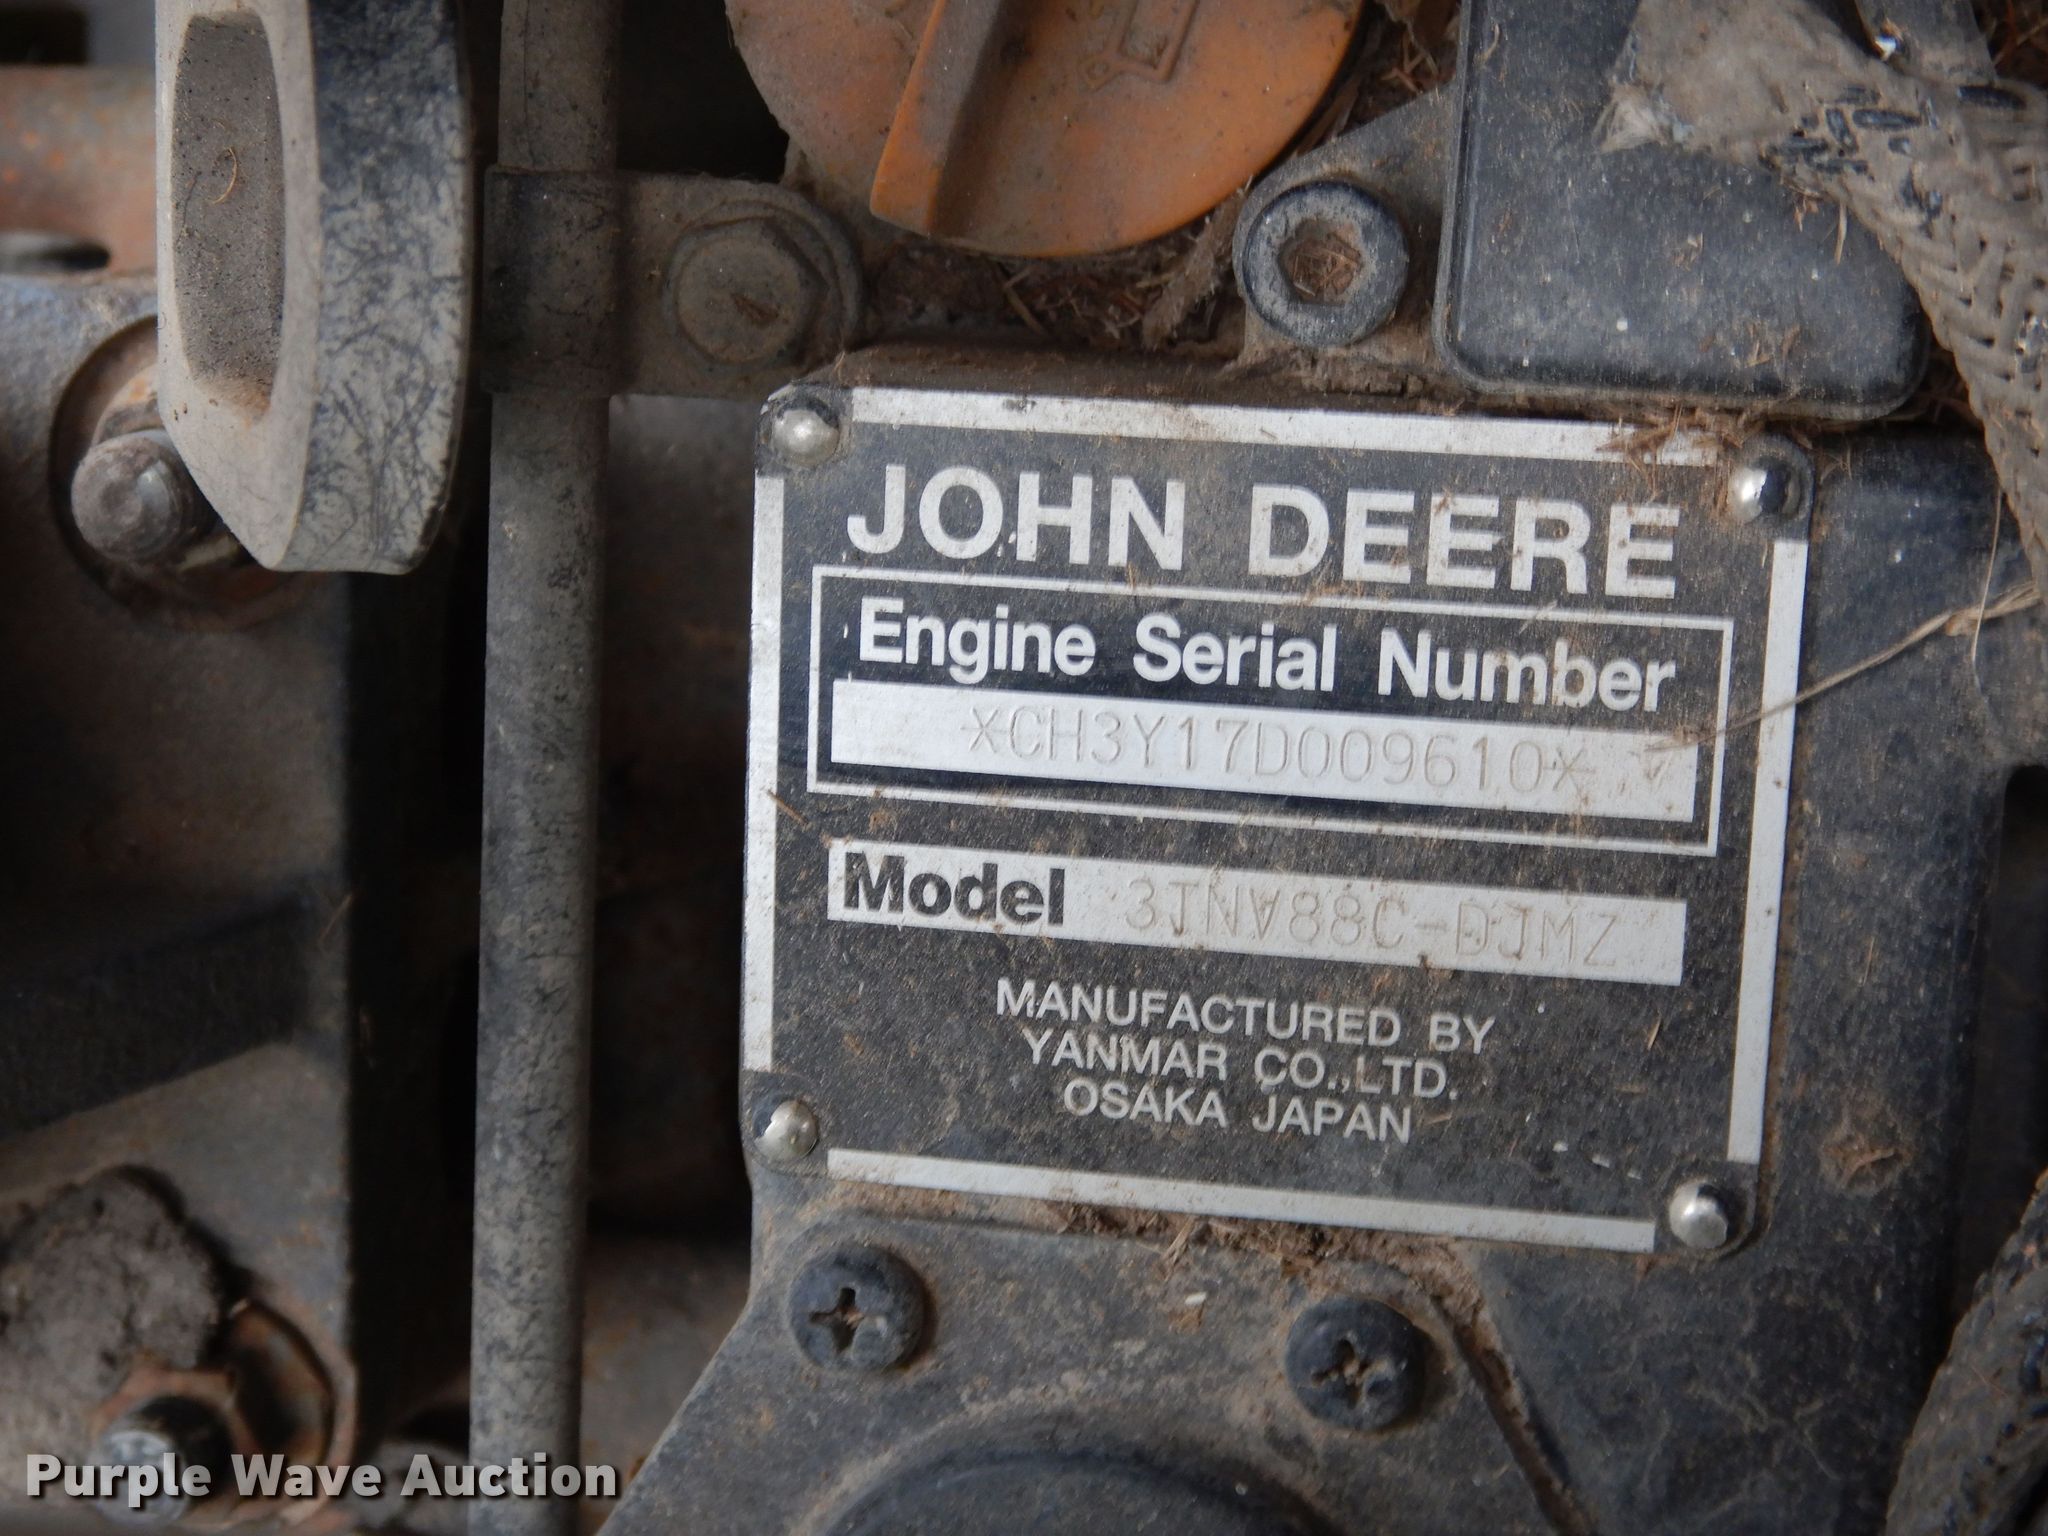 JOHN DEERE
Engine Serial Number
*CH3Y17D009610*
Model 3JNV88C-DJMZ
MANUFACTURED BY
YANMAR CO.,LTD.
OSAKA JAPAN
Purple Wave Auction